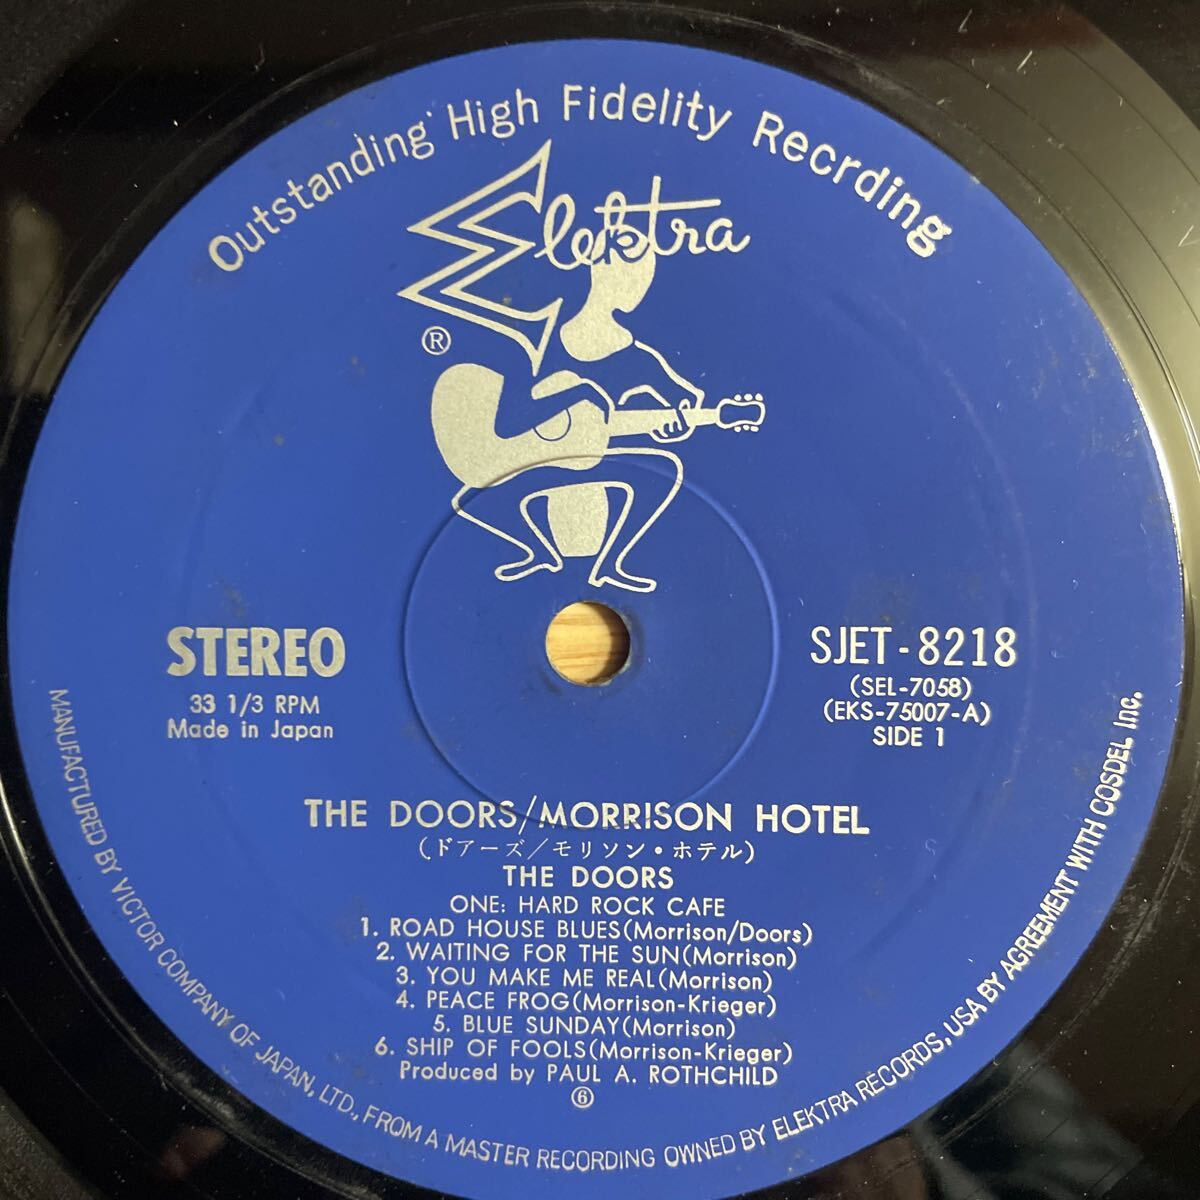 Outstanding High Fidelity Recrding
Elektra
®
STEREO
33 1/3 RPM
Made in Japan
SJET-8218
(SEL-7058)
(EKS-75007-A)
SIDE 1
THE DOORS/MORRISON HOTEL
(ドアーズ/モリソン・ホテル)
THE DOORS
ONE: HARD ROCK CAFE
1. ROAD HOUSE BLUES(Morrison/Doors)
2. WAITING FOR THE SUN(Morrison)
3. YOU MAKE ME REAL(Morrison)
4. PEACE FROG(Morrison-Krieger)
5. BLUE SUNDAY(Morrison)
6. SHIP OF FOOLS(Morrison-Krieger)
Produced by PAUL A. ROTHCHILD
⑥
MANUFACTURED BY VICTOR COMPANY OF JAPAN, LTD., FROM A MASTER RECORDING OWNED BY ELEKTRA RECORDS, USA BY AGREEMENT WITH COSDEL Inc.